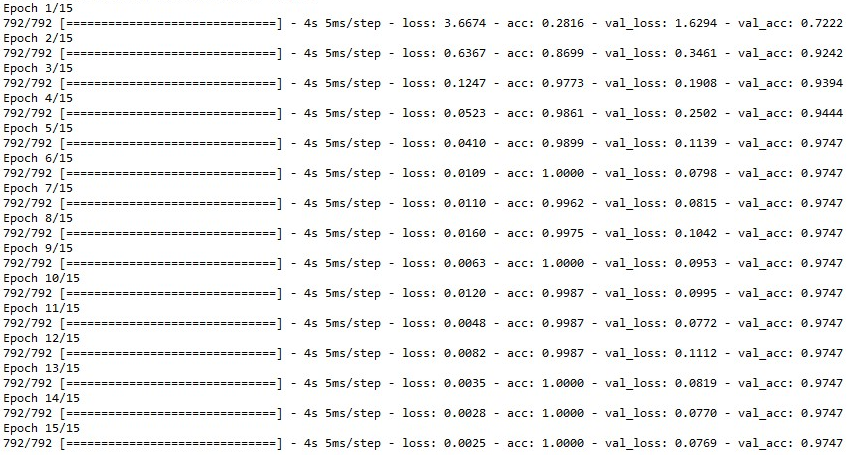 Epoch 1/15
792/792 [==============================] - 4s 5ms/step - loss: 3.6674 - acc: 0.2816 - val_loss: 1.6294 - val_acc: 0.7222
Epoch 2/15
792/792 [==============================] - 4s 5ms/step - loss: 0.6367 - acc: 0.8699 - val_loss: 0.3461 - val_acc: 0.9242
Epoch 3/15
792/792 [==============================] - 4s 5ms/step - loss: 0.1247 - acc: 0.9773 - val_loss: 0.1908 - val_acc: 0.9394
Epoch 4/15
792/792 [==============================] - 4s 5ms/step - loss: 0.0523 - acc: 0.9861 - val_loss: 0.2502 - val_acc: 0.9444
Epoch 5/15
792/792 [==============================] - 4s 5ms/step - loss: 0.0410 - acc: 0.9899 - val_loss: 0.1139 - val_acc: 0.9747
Epoch 6/15
792/792 [==============================] - 4s 5ms/step - loss: 0.0109 - acc: 1.0000 - val_loss: 0.0798 - val_acc: 0.9747
Epoch 7/15
792/792 [==============================] - 4s 5ms/step - loss: 0.0110 - acc: 0.9962 - val_loss: 0.0815 - val_acc: 0.9747
Epoch 8/15
792/792 [==============================] - 4s 5ms/step - loss: 0.0160 - acc: 0.9975 - val_loss: 0.1042 - val_acc: 0.9747
Epoch 9/15
792/792 [==============================] - 4s 5ms/step - loss: 0.0063 - acc: 1.0000 - val_loss: 0.0953 - val_acc: 0.9747
Epoch 10/15
792/792 [==============================] - 4s 5ms/step - loss: 0.0120 - acc: 0.9987 - val_loss: 0.0995 - val_acc: 0.9747
Epoch 11/15
792/792 [==============================] - 4s 5ms/step - loss: 0.0048 - acc: 0.9987 - val_loss: 0.0772 - val_acc: 0.9747
Epoch 12/15
792/792 [==============================] - 4s 5ms/step - loss: 0.0082 - acc: 0.9987 - val_loss: 0.1112 - val_acc: 0.9747
Epoch 13/15
792/792 [==============================] - 4s 5ms/step - loss: 0.0035 - acc: 1.0000 - val_loss: 0.0819 - val_acc: 0.9747
Epoch 14/15
792/792 [==============================] - 4s 5ms/step - loss: 0.0028 - acc: 1.0000 - val_loss: 0.0770 - val_acc: 0.9747
Epoch 15/15
792/792 [==============================] - 4s 5ms/step - loss: 0.0025 - acc: 1.0000 - val_loss: 0.0769 - val_acc: 0.9747